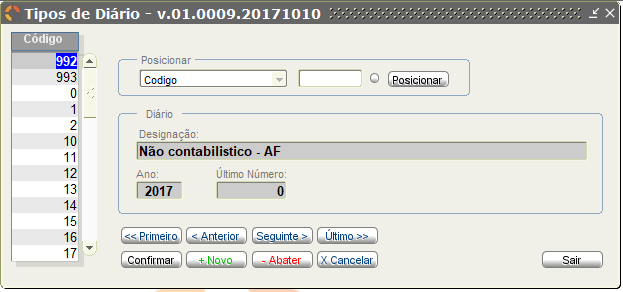 Tipos de Diário - v.01.0009.20171010
Código
992
993
0
1
2
10
11
12
13
14
15
16
17
Posicionar
Codigo
Posicionar
Diário
Designação:
Não contabilistico - AF
Ano: Último Número:
2017 0
<< Primeiro < Anterior Seguinte > Último >>
Confirmar + Novo - Abater X Cancelar Sair